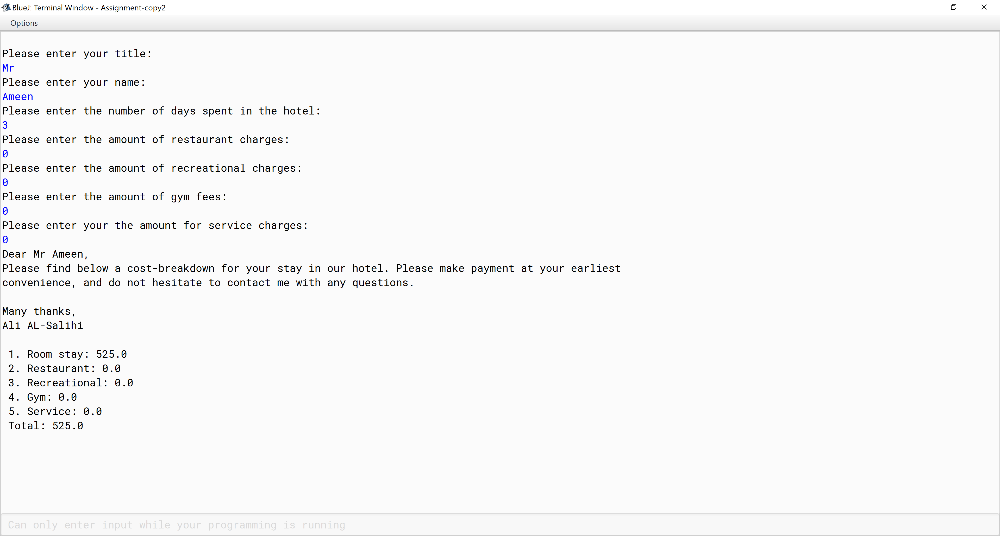 BlueJ: Terminal Window - Assignment-copy2
Options
Please enter your title:
Mr
Please enter your name:
Ameen
Please enter the number of days spent in the hotel:
3
Please enter the amount of restaurant charges:
0
Please enter the amount of recreational charges:
0
Please enter the amount of gym fees:
0
Please enter your the amount for service charges:
0
Dear Mr Ameen,
Please find below a cost-breakdown for your stay in our hotel. Please make payment at your earliest
convenience, and do not hesitate to contact me with any questions.
Many thanks,
Ali AL-Salihi
1. Room stay: 525.0
2. Restaurant: 0.0
3. Recreational: 0.0
4. Gym: 0.0
5. Service: 0.0
Total: 525.0
Can only enter input while your programming is running